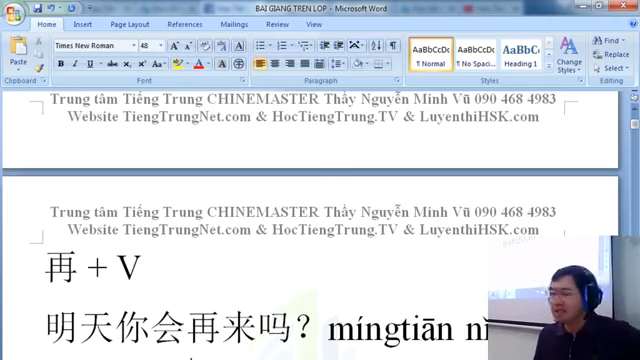 BAI GIANG TREN LOP - Microsoft Word
Home Insert Page Layout References Mailings Review View
Paste
Times New Roman 48
AaBbCcDc AaBbCcDc AaBbCc
¶ Normal ¶ No Spaci... Heading 1
Change Styles
Find
Replace
Select
Clipboard Font Paragraph Styles Editing
Trung tâm Tiếng Trung CHINEMASTER Thầy Nguyễn Minh Vũ 090 468 4983
Website TiengTrungNet.com & HocTiengTrung.TV & LuyenthiHSK.com
Trung tâm Tiếng Trung CHINEMASTER Thầy Nguyễn Minh Vũ 090 468 4983
Website TiengTrungNet.com & HocTiengTrung.TV & LuyenthiHSK.com
再 + V
明天你会再来吗？míngtiān nǐ